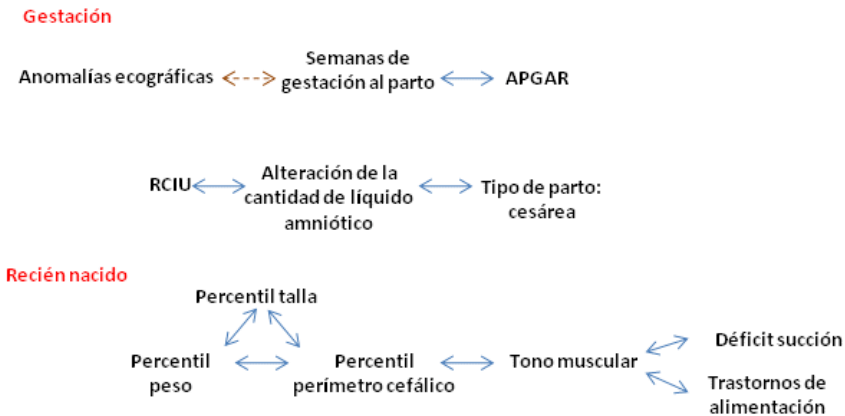 Gestación
Anomalías ecográficas
Semanas de
gestación al parto
APGAR
RCIU
Alteración de la
cantidad de líquido
amniótico
Tipo de parto:
cesárea
Recién nacido
Percentil talla
Percentil
peso
Percentil
perímetro cefálico
Tono muscular
Déficit succión
Trastornos de
alimentación